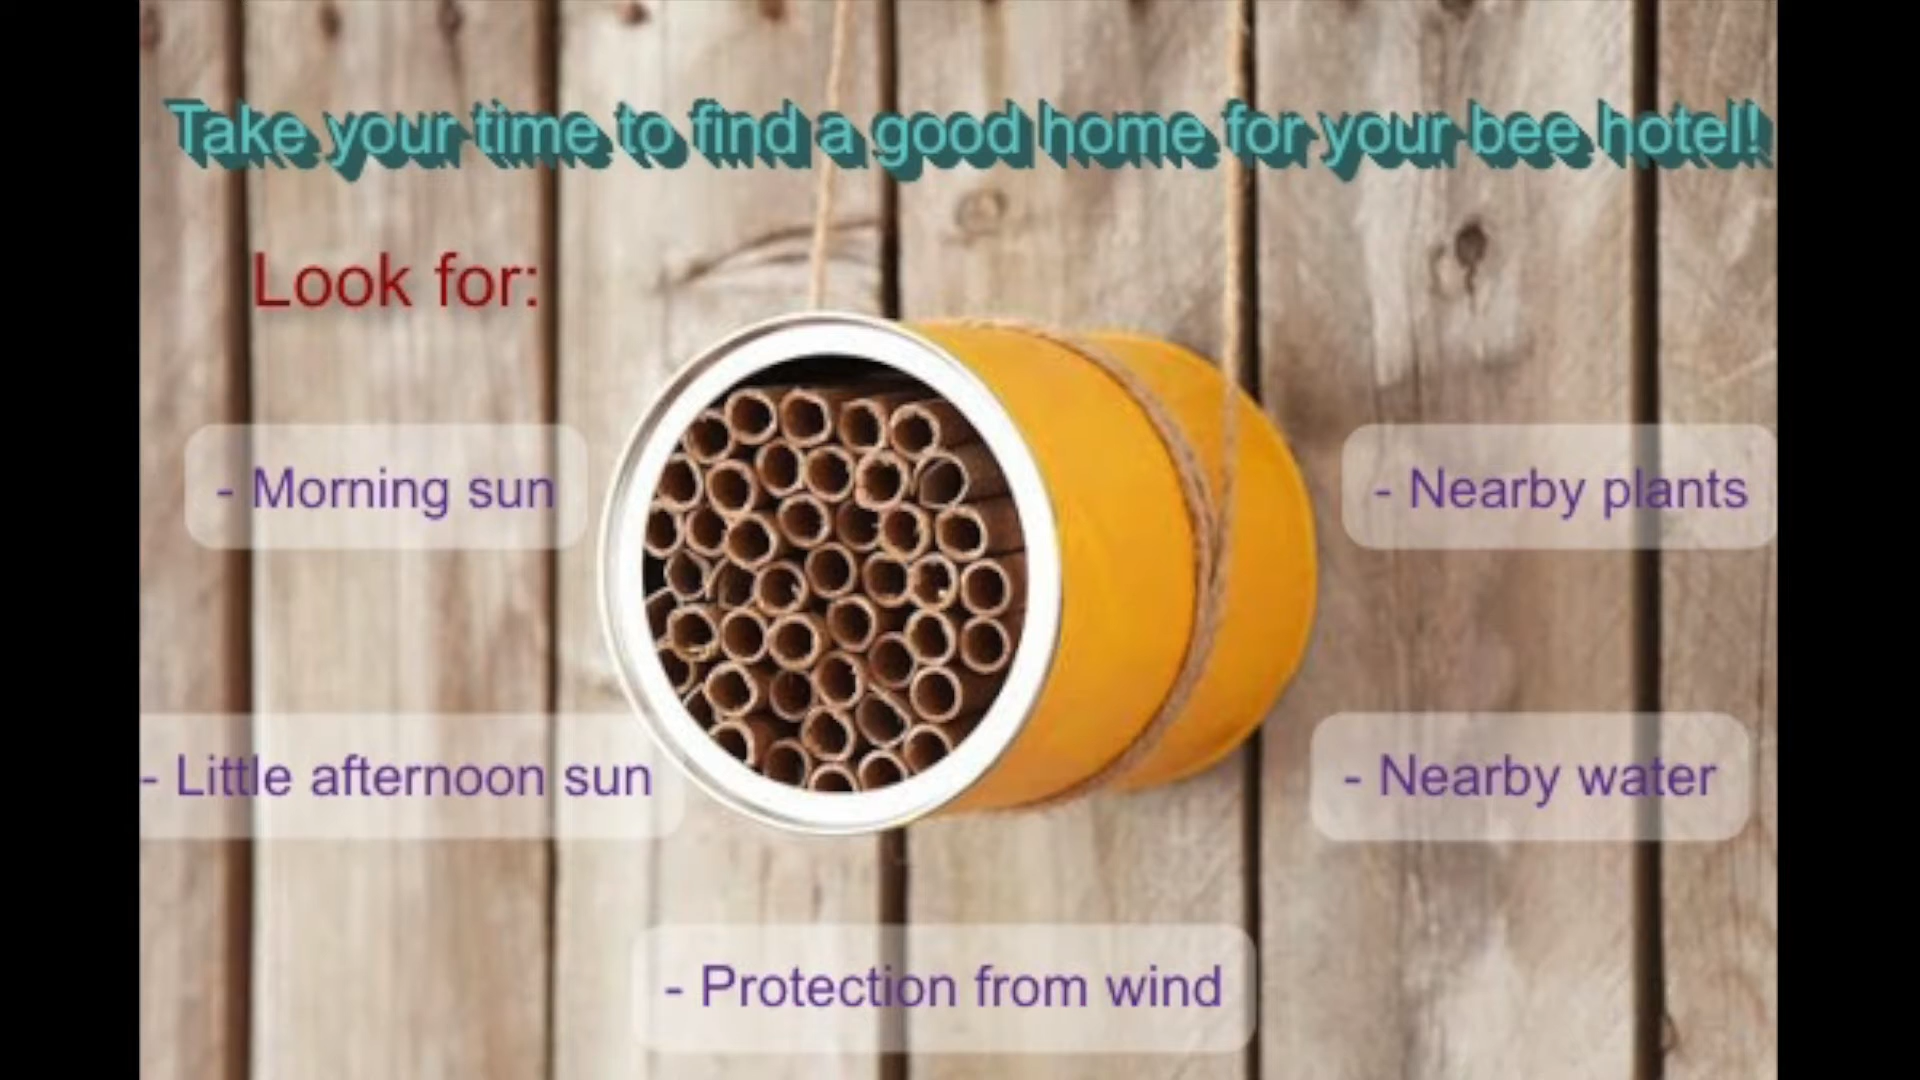 Take your time to find a good home for your bee hotel!
Look for:
- Morning sun
- Nearby plants
- Little afternoon sun
- Nearby water
- Protection from wind